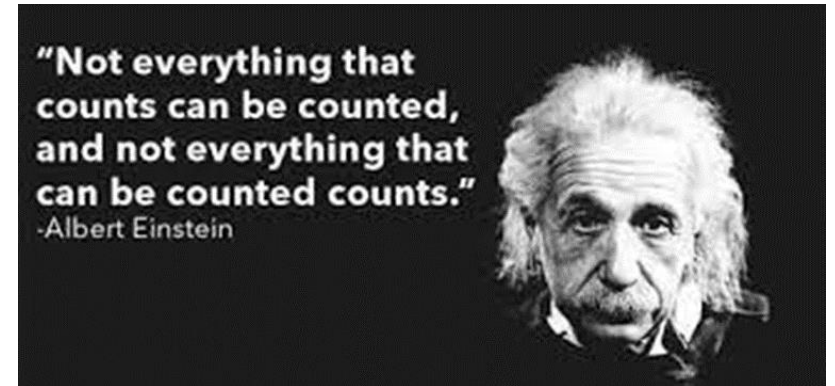 “Not everything that
counts can be counted,
and not everything that
can be counted counts.”
-Albert Einstein